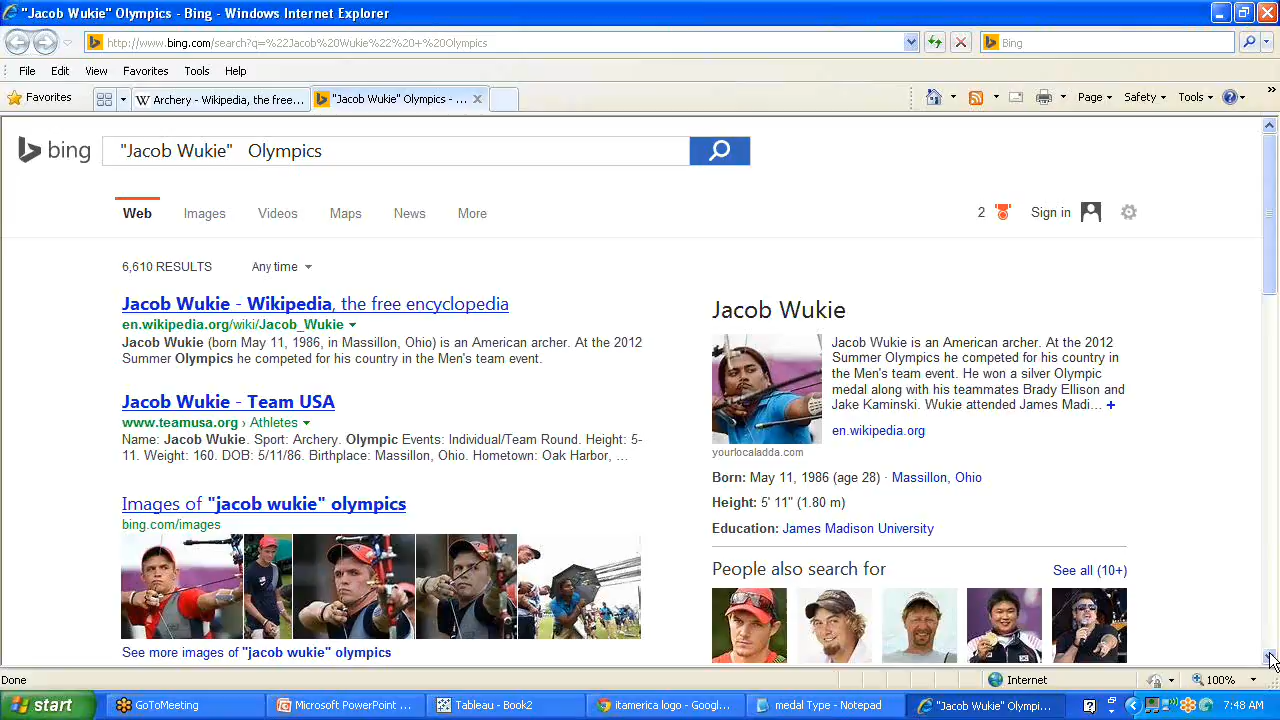 "Jacob Wukie" Olympics - Bing - Windows Internet Explorer
http://www.bing.com/search?q=%22Jacob%20Wukie%22%20+%20Olympics
Bing
File Edit View Favorites Tools Help
Favorites
Archery - Wikipedia, the free...
"Jacob Wukie" Olympics - ...
Page
Safety
Tools
bing
"Jacob Wukie" Olympics
Web Images Videos Maps News More
2 Sign in
6,610 RESULTS Any time
Jacob Wukie - Wikipedia, the free encyclopedia
en.wikipedia.org/wiki/Jacob_Wukie
Jacob Wukie (born May 11, 1986, in Massillon, Ohio) is an American archer. At the 2012
Summer Olympics he competed for his country in the Men's team event.
Jacob Wukie - Team USA
www.teamusa.org › Athletes
Name: Jacob Wukie. Sport: Archery. Olympic Events: Individual/Team Round. Height: 5-
11. Weight: 160. DOB: 5/11/86. Birthplace: Massillon, Ohio. Hometown: Oak Harbor, ...
Images of "jacob wukie" olympics
bing.com/images
See more images of "jacob wukie" olympics
Jacob Wukie
Jacob Wukie is an American archer. At the 2012
Summer Olympics he competed for his country in
the Men's team event. He won a silver Olympic
medal along with his teammates Brady Ellison and
Jake Kaminski. Wukie attended James Madi... +
en.wikipedia.org
yourlocaladda.com
Born: May 11, 1986 (age 28) · Massillon, Ohio
Height: 5' 11" (1.80 m)
Education: James Madison University
People also search for See all (10+)
Done
Internet
100%
start
GoToMeeting
Microsoft PowerPoint ...
Tableau - Book2
itamerica logo - Googl...
medal Type - Notepad
"Jacob Wukie" Olympi...
7:48 AM